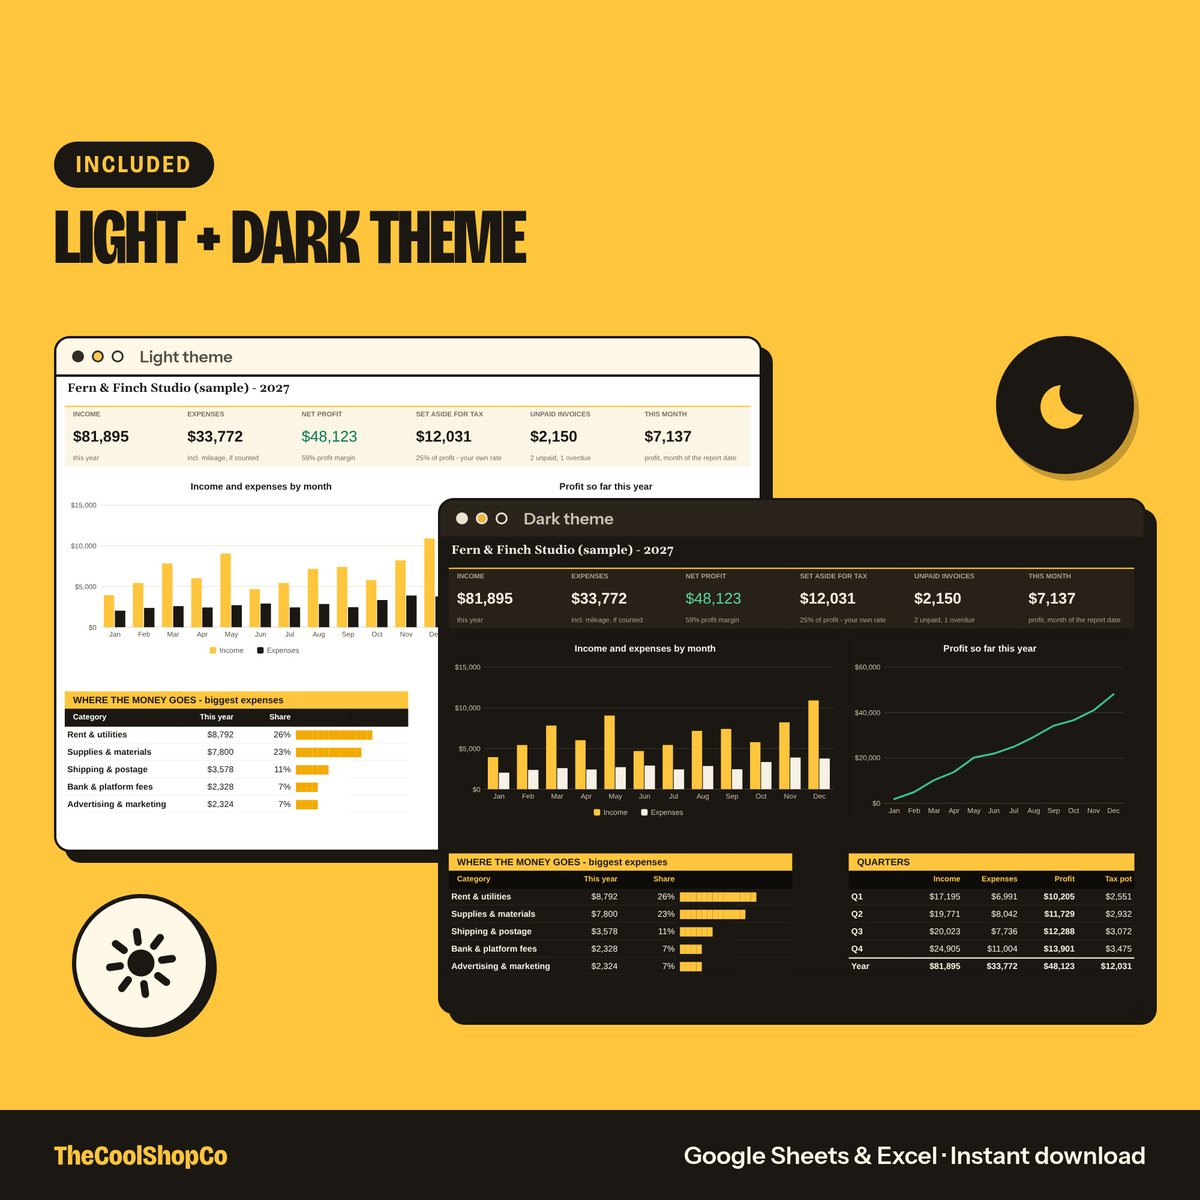 INCLUDED
LIGHT + DARK THEME
Light theme
Fern & Finch Studio (sample) - 2027
INCOME EXPENSES NET PROFIT SET ASIDE FOR TAX UNPAID INVOICES THIS MONTH
$81,895 $33,772 $48,123 $12,031 $2,150 $7,137
this year incl. mileage, if counted 59% profit margin 25% of profit - your own rate 2 unpaid, 1 overdue profit, month of the report date
Income and expenses by month Profit so far this year
$15,000
$10,000
$5,000
$0
Jan Feb Mar Apr May Jun Jul Aug Sep Oct Nov De
Income Expenses
WHERE THE MONEY GOES - biggest expenses
Category This year Share
Rent & utilities $8,792 26%
Supplies & materials $7,800 23%
Shipping & postage $3,578 11%
Bank & platform fees $2,328 7%
Advertising & marketing $2,324 7%
Dark theme
Fern & Finch Studio (sample) - 2027
INCOME EXPENSES NET PROFIT SET ASIDE FOR TAX UNPAID INVOICES THIS MONTH
$81,895 $33,772 $48,123 $12,031 $2,150 $7,137
this year incl. mileage, if counted 59% profit margin 25% of profit - your own rate 2 unpaid, 1 overdue profit, month of the report date
Income and expenses by month
$15,000
$10,000
$5,000
$0
Jan Feb Mar Apr May Jun Jul Aug Sep Oct Nov Dec
Income Expenses
Profit so far this year
$60,000
$40,000
$20,000
$0
Jan Feb Mar Apr May Jun Jul Aug Sep Oct Nov Dec
WHERE THE MONEY GOES - biggest expenses
Category This year Share
Rent & utilities $8,792 26%
Supplies & materials $7,800 23%
Shipping & postage $3,578 11%
Bank & platform fees $2,328 7%
Advertising & marketing $2,324 7%
QUARTERS
Income Expenses Profit Tax pot
Q1 $17,195 $6,991 $10,205 $2,551
Q2 $19,771 $8,042 $11,729 $2,932
Q3 $20,023 $7,736 $12,288 $3,072
Q4 $24,905 $11,004 $13,901 $3,475
Year $81,895 $33,772 $48,123 $12,031
TheCoolShopCo
Google Sheets & Excel · Instant download